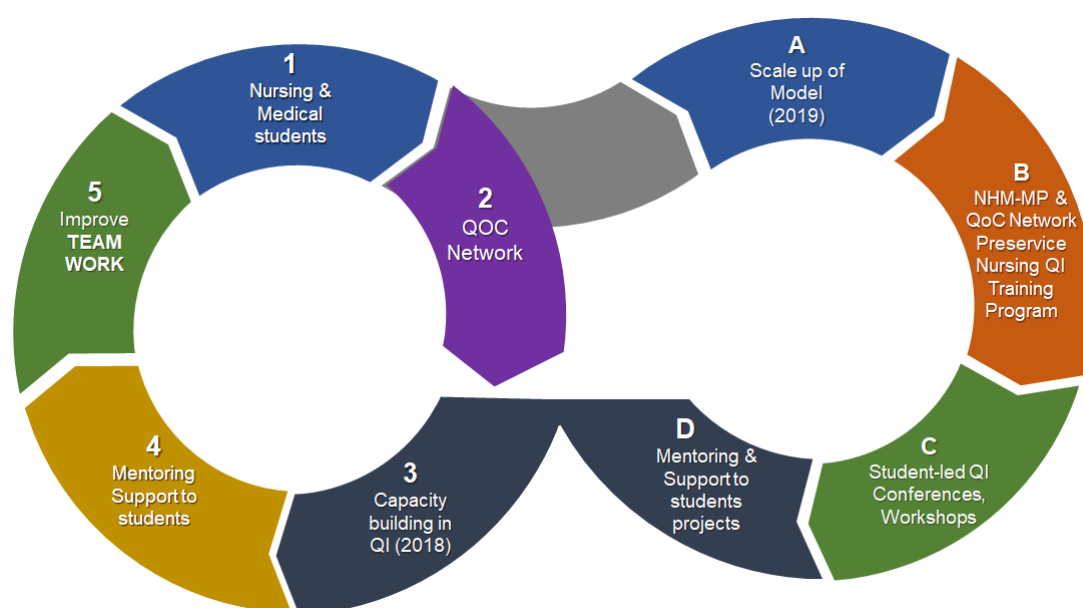 1
Nursing &
Medical
students
2
QOC
Network
3
Capacity
building in
QI (2018)
4
Mentoring
Support to
students
5
Improve
TEAM
WORK
A
Scale up of
Model
(2019)
B
NHM-MP &
QoC Network
Preservice
Nursing QI
Training
Program
C
Student-led QI
Conferences,
Workshops
D
Mentoring &
Support to
students
projects